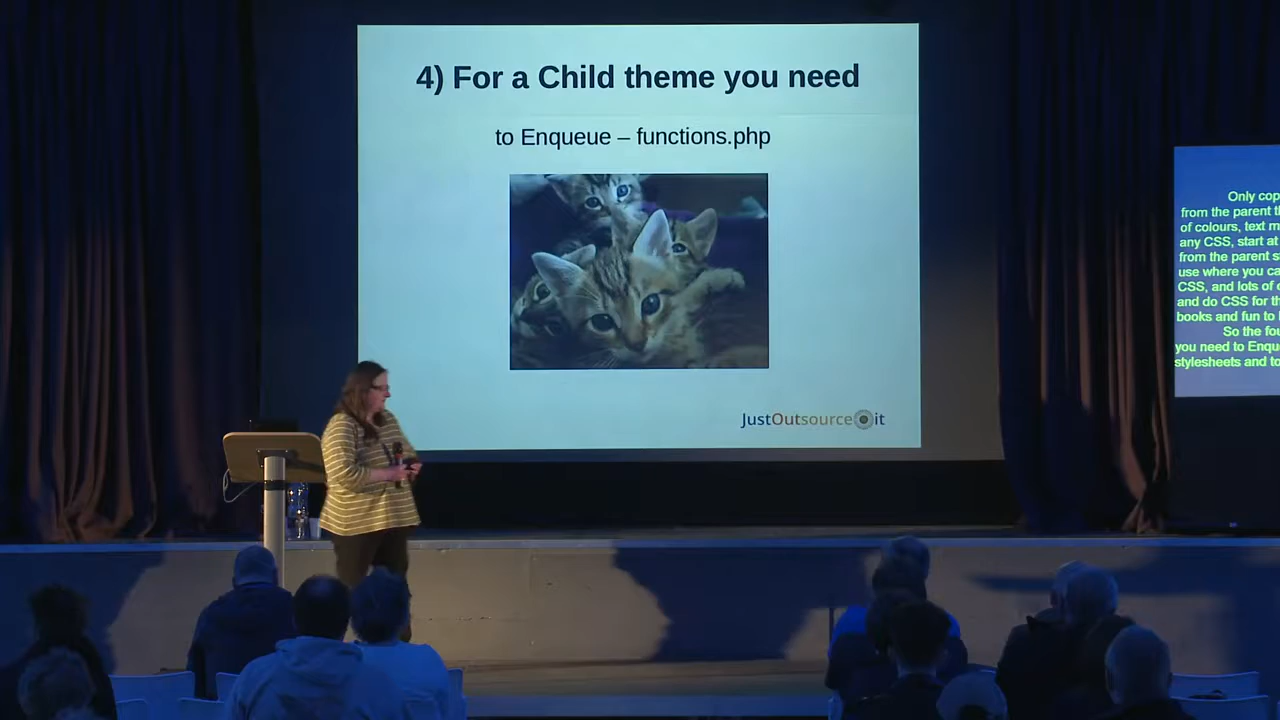 4) For a Child theme you need
to Enqueue – functions.php
JustOutsource it
Only cop
from the parent t
of colours, text m
any CSS, start at
from the parent s
use where you ca
CSS, and lots of
and do CSS for th
books and fun to
So the fou
you need to Enqu
stylesheets and to